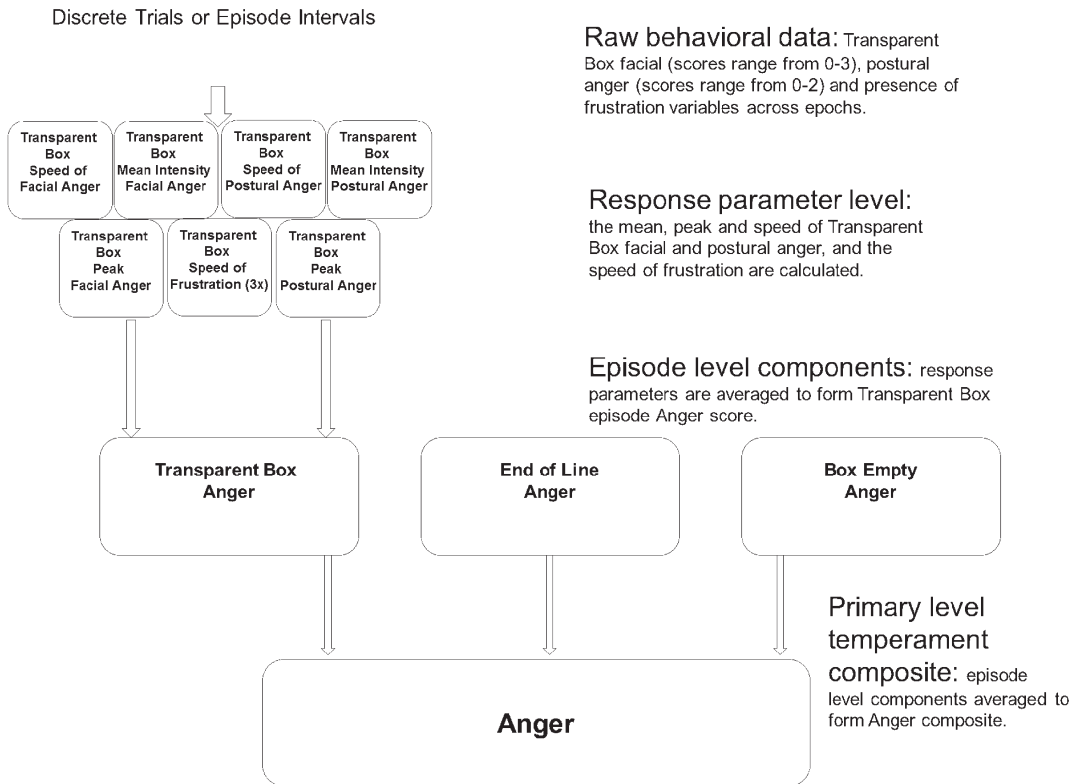 Discrete Trials or Episode Intervals
Raw behavioral data: Transparent
Box facial (scores range from 0-3), postural
anger (scores range from 0-2) and presence of
frustration variables across epochs.
Transparent
Box
Speed of
Facial Anger
Transparent
Box
Mean Intensity
Facial Anger
Transparent
Box
Speed of
Postural Anger
Transparent
Box
Mean Intensity
Postural Anger
Transparent
Box
Peak
Facial Anger
Transparent
Box
Speed of
Frustration (3x)
Transparent
Box
Peak
Postural Anger
Response parameter level:
the mean, peak and speed of Transparent
Box facial and postural anger, and the
speed of frustration are calculated.
Episode level components: response
parameters are averaged to form Transparent Box
episode Anger score.
Transparent Box
Anger
End of Line
Anger
Box Empty
Anger
Primary level
temperament
composite: episode
level components averaged to
form Anger composite.
Anger